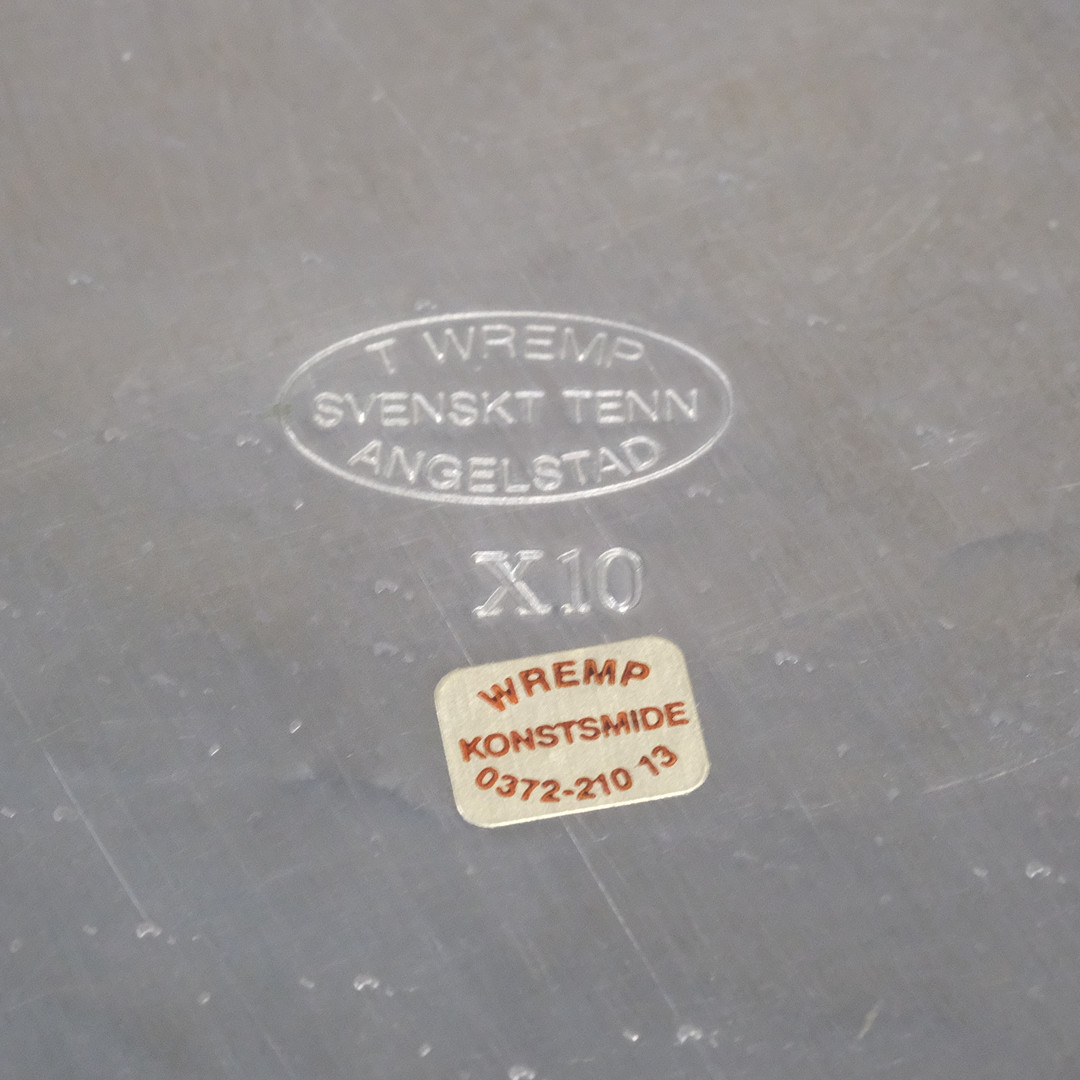 T WREMP
SVENSKT TENN
ANGELSTAD
X10
WREMP
KONSTSMIDE
0372-210 13